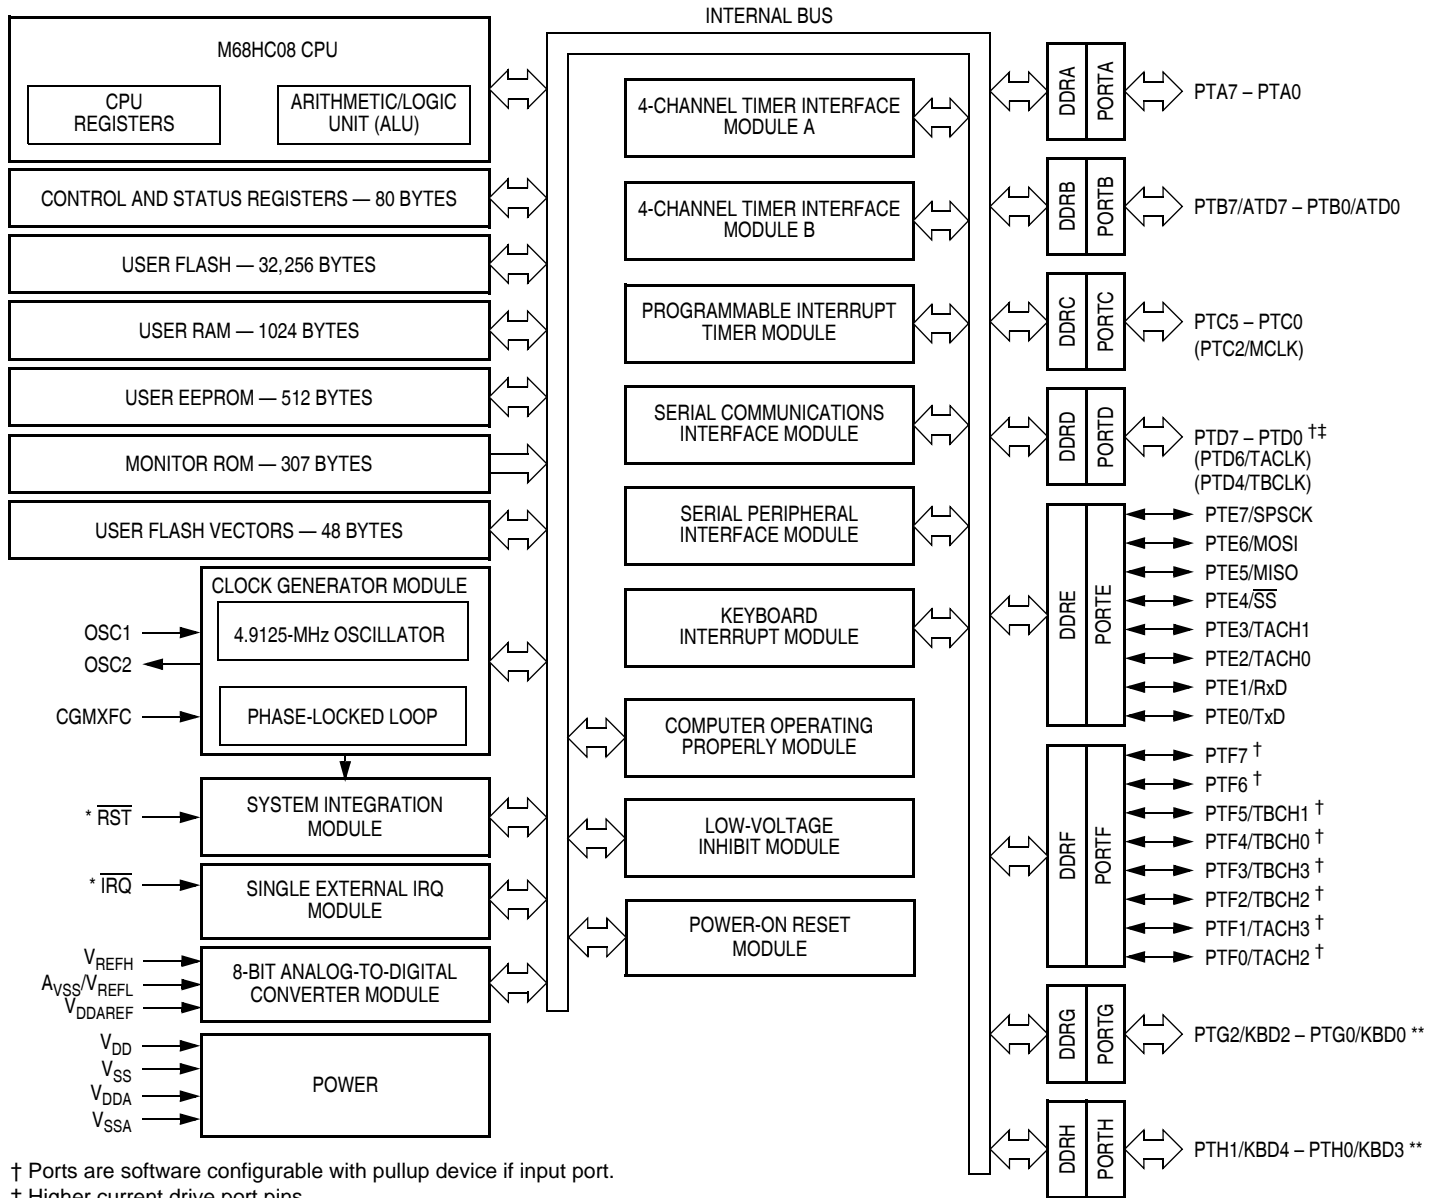 INTERNAL BUS
M68HC08 CPU
CPU
REGISTERS
ARITHMETIC/LOGIC
UNIT (ALU)
CONTROL AND STATUS REGISTERS — 80 BYTES
USER FLASH — 32,256 BYTES
USER RAM — 1024 BYTES
USER EEPROM — 512 BYTES
MONITOR ROM — 307 BYTES
USER FLASH VECTORS — 48 BYTES
CLOCK GENERATOR MODULE
4.9125-MHz OSCILLATOR
PHASE-LOCKED LOOP
OSC1
OSC2
CGMXFC
SYSTEM INTEGRATION
MODULE
* R̅S̅T̅
SINGLE EXTERNAL IRQ
MODULE
* I̅R̅Q̅
8-BIT ANALOG-TO-DIGITAL
CONVERTER MODULE
VREFH
AVSS/VREFL
VDDAREF
POWER
VDD
VSS
VDDA
VSSA
4-CHANNEL TIMER INTERFACE
MODULE A
4-CHANNEL TIMER INTERFACE
MODULE B
PROGRAMMABLE INTERRUPT
TIMER MODULE
SERIAL COMMUNICATIONS
INTERFACE MODULE
SERIAL PERIPHERAL
INTERFACE MODULE
KEYBOARD
INTERRUPT MODULE
COMPUTER OPERATING
PROPERLY MODULE
LOW-VOLTAGE
INHIBIT MODULE
POWER-ON RESET
MODULE
DDRA
PORTA
PTA7 – PTA0
DDRB
PORTB
PTB7/ATD7 – PTB0/ATD0
DDRC
PORTC
PTC5 – PTC0
(PTC2/MCLK)
DDRD
PORTD
PTD7 – PTD0 †‡
(PTD6/TACLK)
(PTD4/TBCLK)
DDRE
PORTE
PTE7/SPSCK
PTE6/MOSI
PTE5/MISO
PTE4/S̅S̅
PTE3/TACH1
PTE2/TACH0
PTE1/RxD
PTE0/TxD
DDRF
PORTF
PTF7 †
PTF6 †
PTF5/TBCH1 †
PTF4/TBCH0 †
PTF3/TBCH3 †
PTF2/TBCH2 †
PTF1/TACH3 †
PTF0/TACH2 †
DDRG
PORTG
PTG2/KBD2 – PTG0/KBD0 **
DDRH
PORTH
PTH1/KBD4 – PTH0/KBD3 **
† Ports are software configurable with pullup device if input port.
Higher current drive port pins